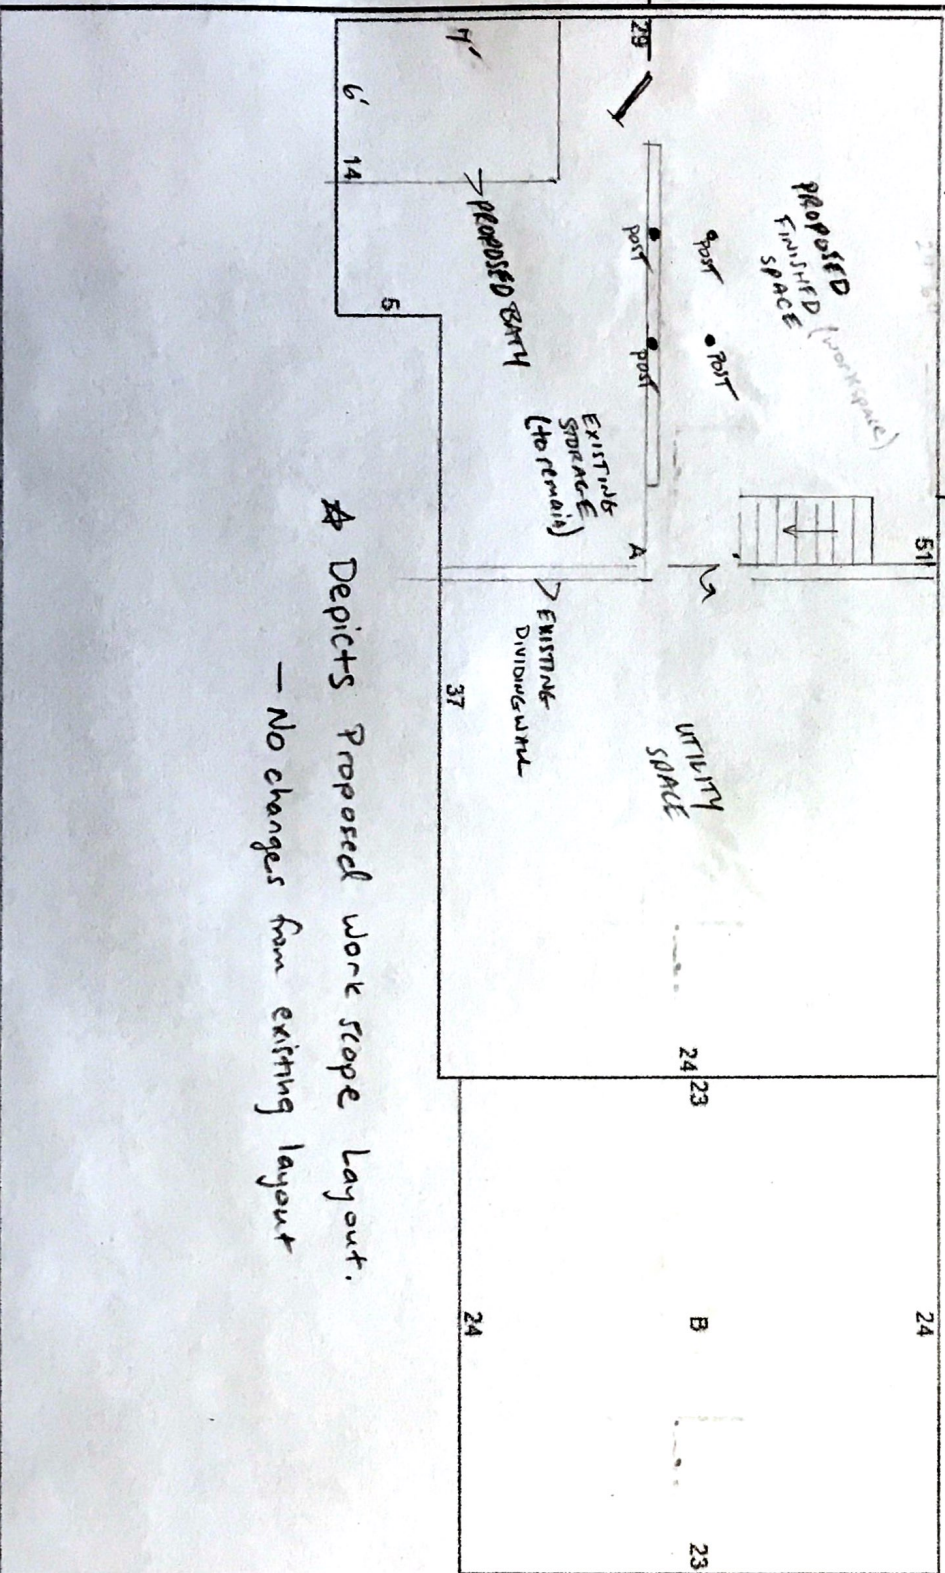 29
7'
6'
14
5
PROPOSED
FINISHED
SPACE (workspace)
POST
POST
POST
POST
>PROPOSED BATH
EXISTING
STORAGE
(to remain)
A
51
> EXISTING
DIVIDING WALL
37
UTILITY
SPACE
24
23
24
B
24
23
☆ Depicts Proposed work scope Layout.
— No changes from existing layout